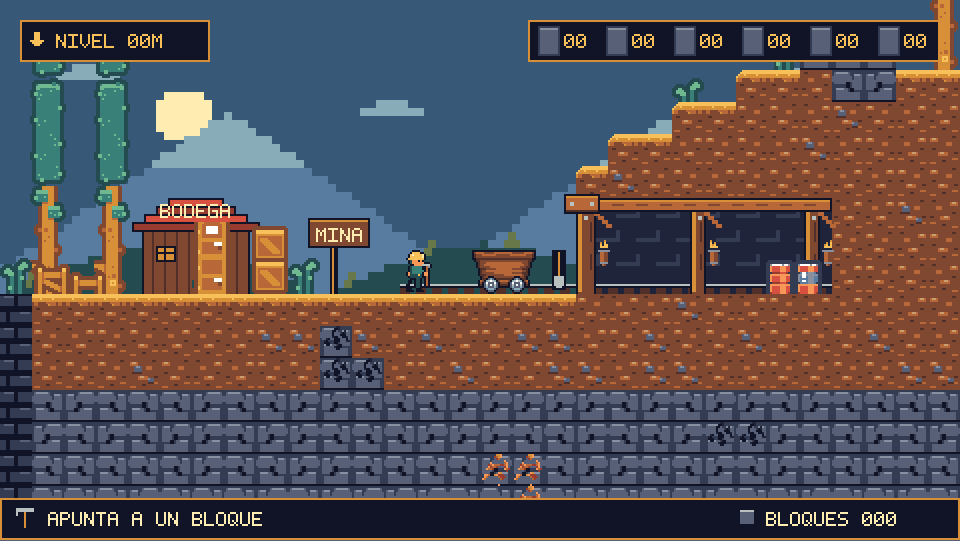 NIVEL 00M
00 00 00 00 00 00
BODEGA
MINA
APUNTA A UN BLOQUE
BLOQUES 000